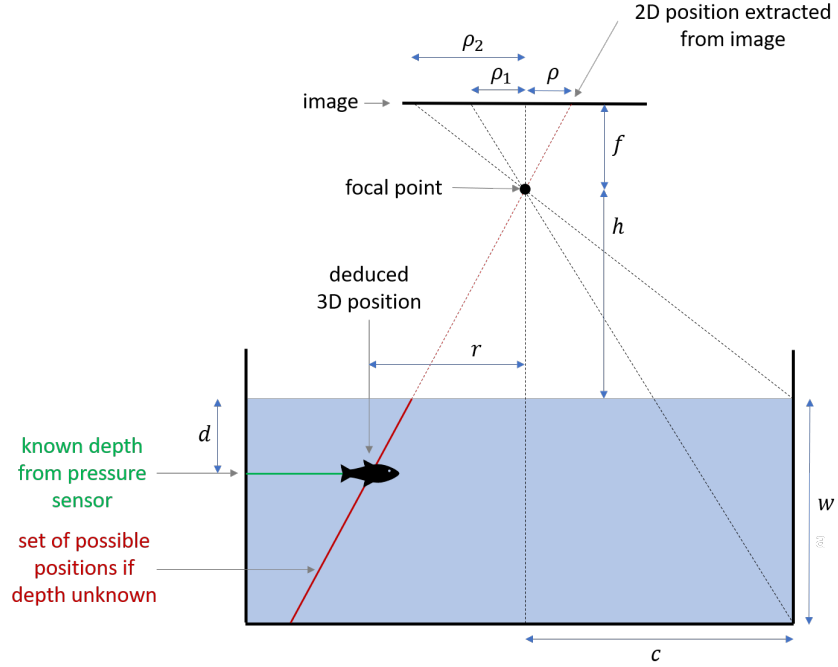 2D position extracted
from image
ρ₂
ρ₁
ρ
image
f
focal point
h
deduced
3D position
r
d
known depth
from pressure
sensor
w
set of possible
positions if
depth unknown
c